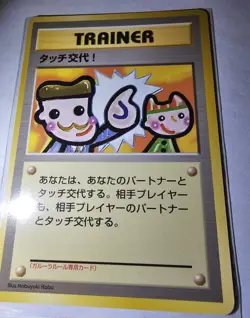 TRAINER
タッチ交代！
あなたは、あなたのパートナーと
タッチ交代する。相手プレイヤー
も、相手プレイヤーのパートナー
とタッチ交代する。
(ガルーラルール専用カード)
Illus.